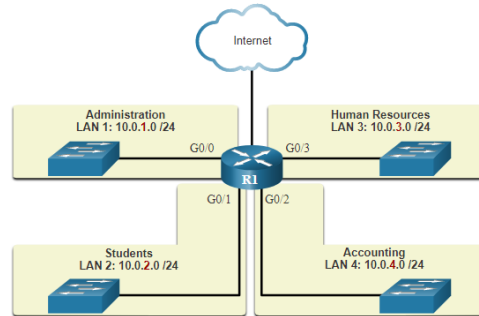 Internet
Administration
LAN 1: 10.0.1.0 /24
Human Resources
LAN 3: 10.0.3.0 /24
G0/0
G0/3
R1
G0/1
G0/2
Students
LAN 2: 10.0.2.0 /24
Accounting
LAN 4: 10.0.4.0 /24